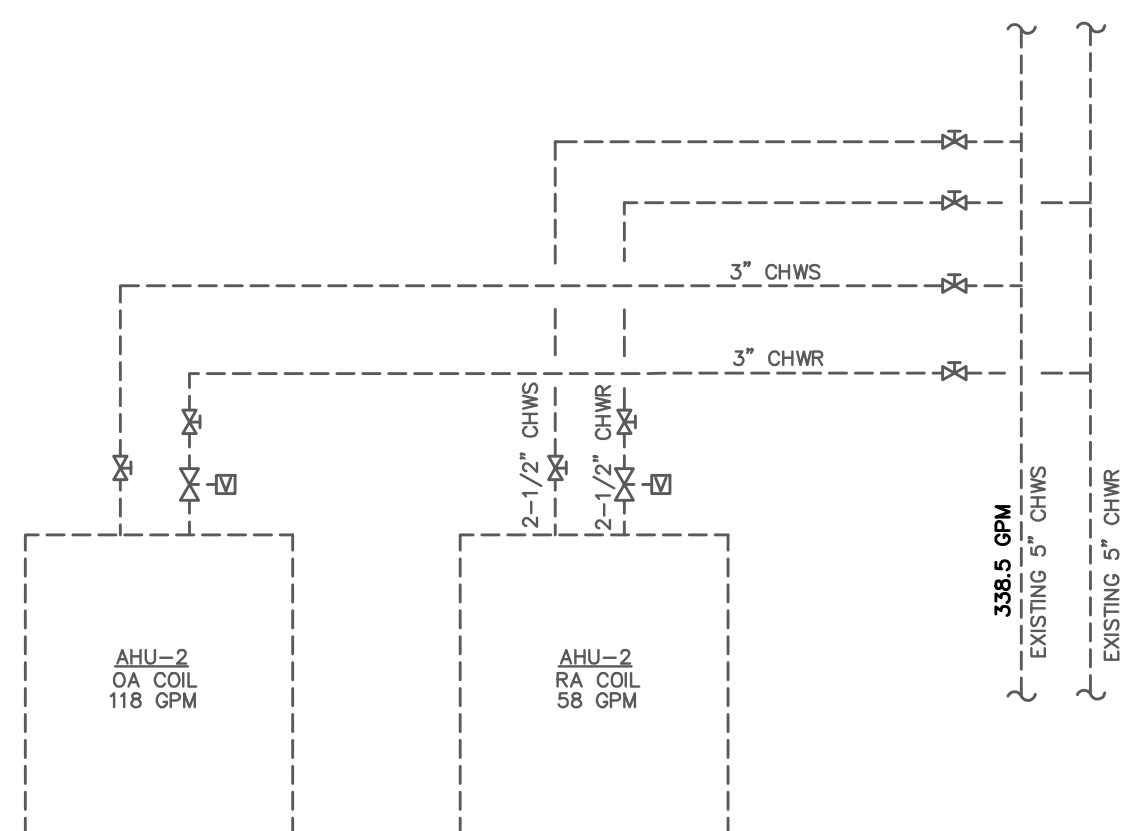 3" CHWS
3" CHWR
2-1/2" CHWS
2-1/2" CHWR
338.5 GPM
EXISTING 5" CHWS
EXISTING 5" CHWR
V
V
AHU-2
OA COIL
118 GPM
AHU-2
RA COIL
58 GPM